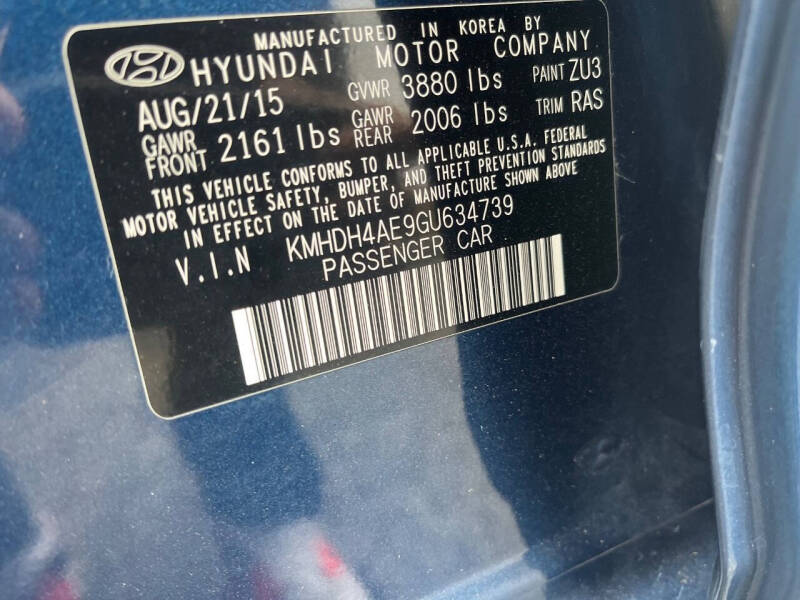 MANUFACTURED IN KOREA BY
HYUNDAI MOTOR COMPANY
AUG/21/15 GVWR 3880 lbs PAINT ZU3
GAWR FRONT 2161 lbs GAWR REAR 2006 lbs TRIM RAS
THIS VEHICLE CONFORMS TO ALL APPLICABLE U.S.A. FEDERAL
MOTOR VEHICLE SAFETY, BUMPER, AND THEFT PREVENTION STANDARDS
IN EFFECT ON THE DATE OF MANUFACTURE SHOWN ABOVE
V.I.N KMHDH4AE9GU634739
PASSENGER CAR